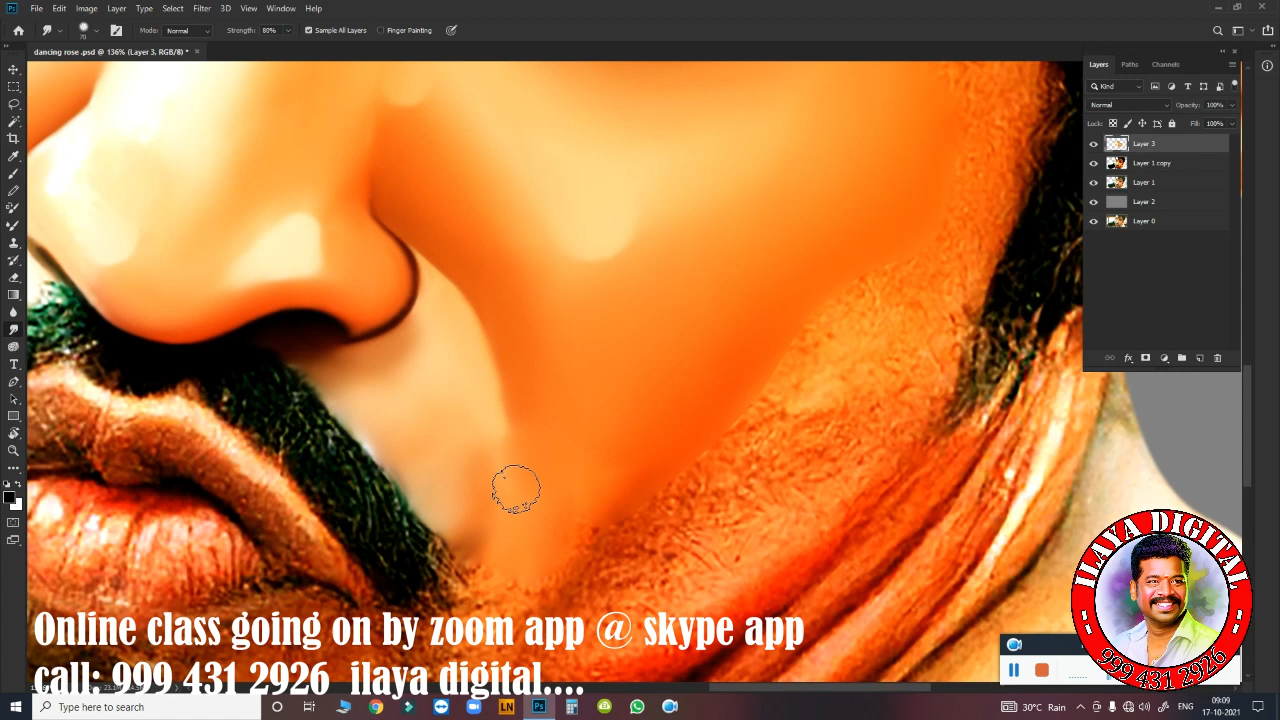 File Edit Image Layer Type Select Filter 3D View Window Help
70 Mode: Normal Strength: 80% Sample All Layers Finger Painting
dancing rose .psd @ 136% (Layer 3, RGB/8) *
Layers Paths Channels
Kind
Normal Opacity: 100%
Lock: Fill: 100%
Layer 3
Layer 1 copy
Layer 1
Layer 2
Layer 0
Online class going on by zoom app @ skype app
call: 999 431 2926 ilaya digital....
ILAYA DIGITAL
999 431 2926
Type here to search
LN
Ps
30°C Rain
09:09
17-10-2021